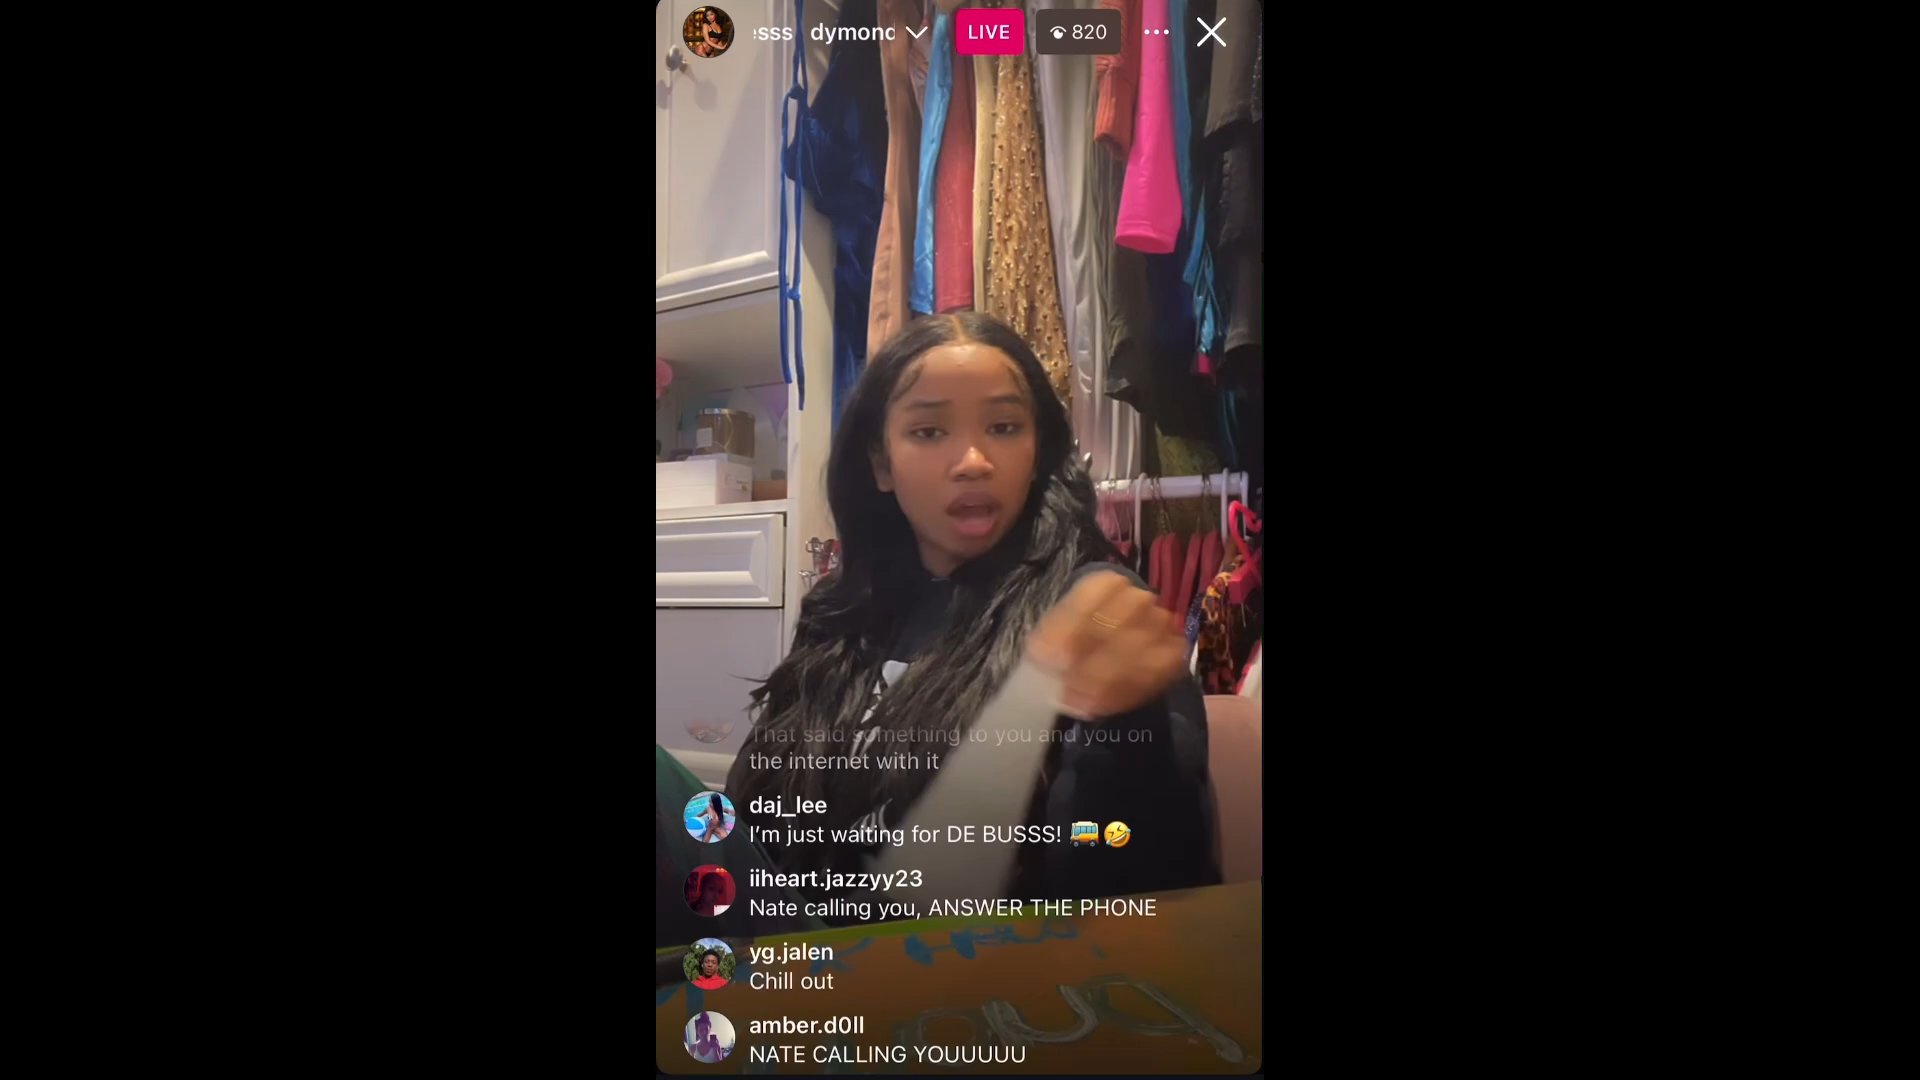 dymond
LIVE
820
That said something to you and you on
the internet with it
daj_lee
I'm just waiting for DE BUSSS! 🚌🤣
iiheart.jazzyy23
Nate calling you, ANSWER THE PHONE
yg.jalen
Chill out
amber.d0ll
NATE CALLING YOUUUUU